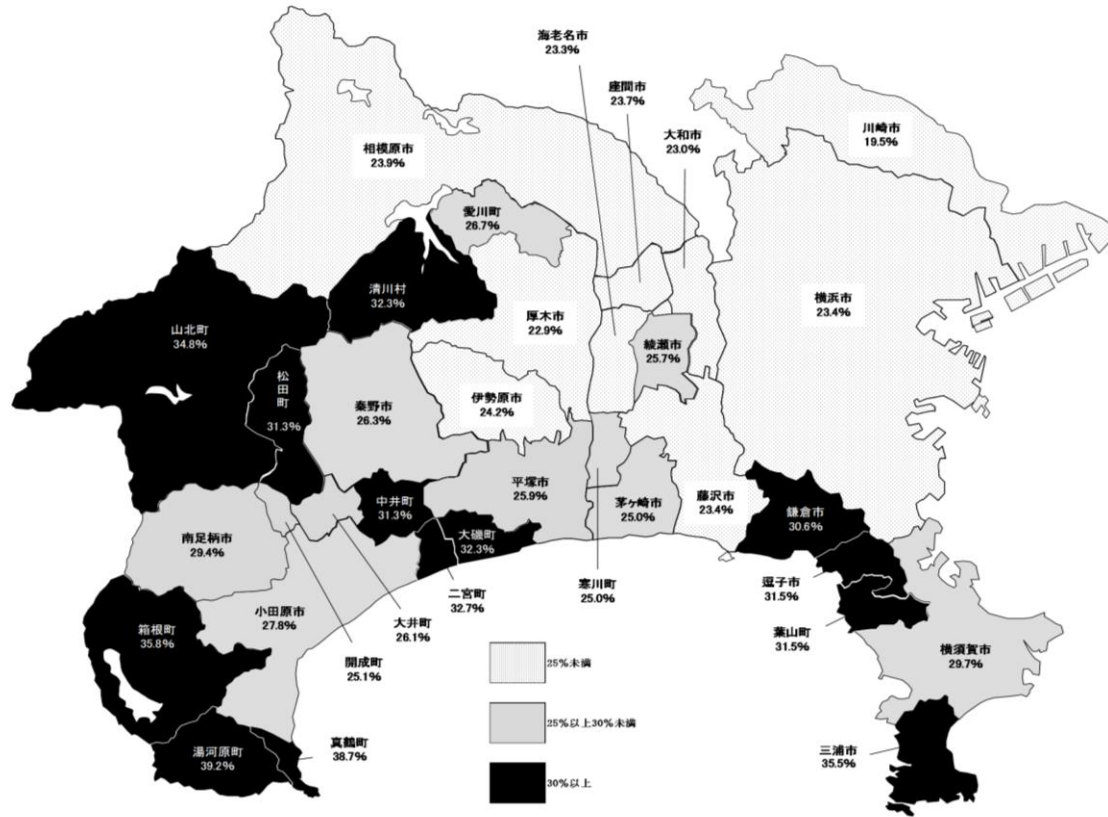 海老名市
23.3%
座間市
23.7%
大和市
23.0%
川崎市
19.5%
相模原市
23.9%
愛川町
26.7%
清川村
32.3%
厚木市
22.9%
横浜市
23.4%
山北町
34.8%
綾瀬市
25.7%
松田町
31.3%
秦野市
26.3%
伊勢原市
24.2%
中井町
31.3%
平塚市
25.9%
茅ヶ崎市
25.0%
藤沢市
23.4%
鎌倉市
30.6%
南足柄市
29.4%
大磯町
32.3%
二宮町
32.7%
寒川町
25.0%
逗子市
31.5%
小田原市
27.8%
大井町
26.1%
葉山町
31.5%
箱根町
35.8%
開成町
25.1%
横須賀市
29.7%
湯河原町
39.2%
真鶴町
38.7%
三浦市
35.5%
25%未満
25%以上30%未満
30%以上